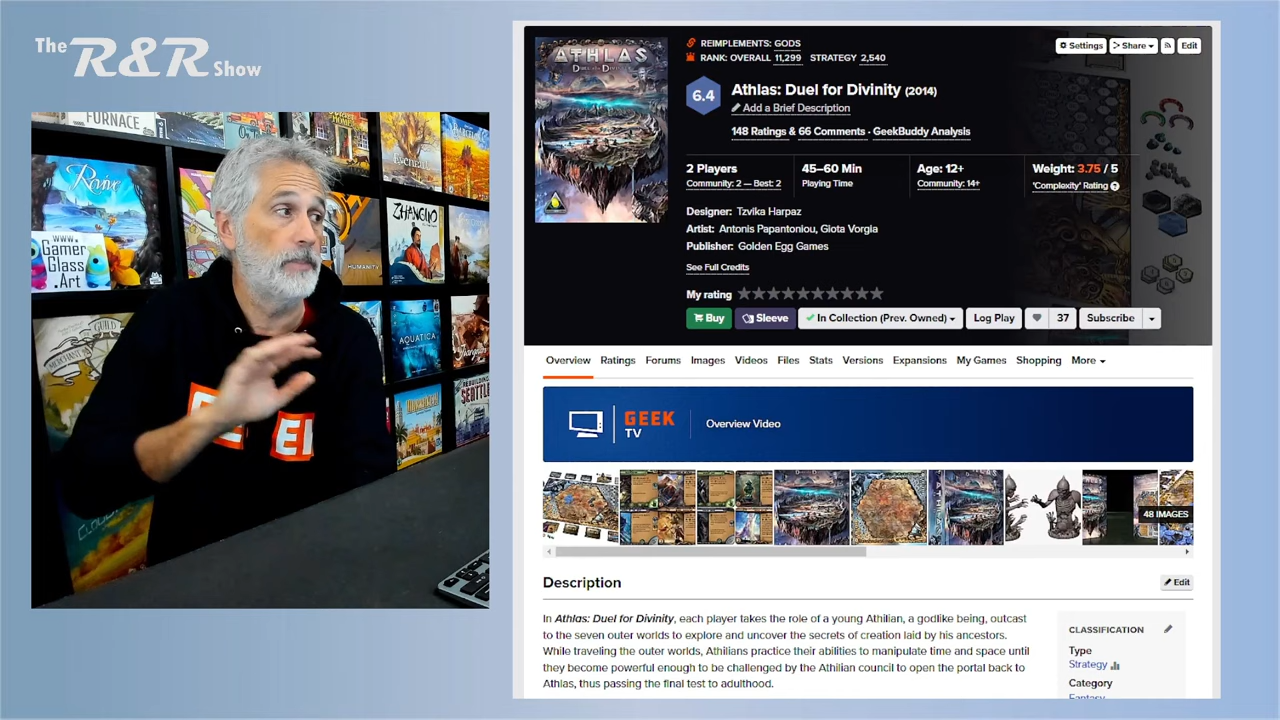 The R&R Show
FURNACE
Revive
www.
Gamer
Glass
.Art
ZHANGUO
HUMANITY
GUILD
MERCHANT
AQUATICA
REBUILDING
SEATTLE
CLOUD
ATHLAS
REIMPLEMENTS: GODS
RANK: OVERALL 11,299 STRATEGY 2,540
Settings
Share
Edit
6.4
Athlas: Duel for Divinity (2014)
Add a Brief Description
148 Ratings & 66 Comments · GeekBuddy Analysis
2 Players
Community: 2 — Best: 2
45–60 Min
Playing Time
Age: 12+
Community: 14+
Weight: 3.75 / 5
'Complexity' Rating
Designer: Tzvika Harpaz
Artist: Antonis Papantoniou, Giota Vorgia
Publisher: Golden Egg Games
See Full Credits
My rating
Buy
Sleeve
In Collection (Prev. Owned)
Log Play
37
Subscribe
Overview Ratings Forums Images Videos Files Stats Versions Expansions My Games Shopping More
GEEK
TV
Overview Video
48 IMAGES
Description
Edit
In Athlas: Duel for Divinity, each player takes the role of a young Athilian, a godlike being, outcast
to the seven outer worlds to explore and uncover the secrets of creation laid by his ancestors.
While traveling the outer worlds, Athilians practice their abilities to manipulate time and space until
they become powerful enough to be challenged by the Athilian council to open the portal back to
Athlas, thus passing the final test to adulthood.
CLASSIFICATION
Type
Strategy
Category
Fantasy